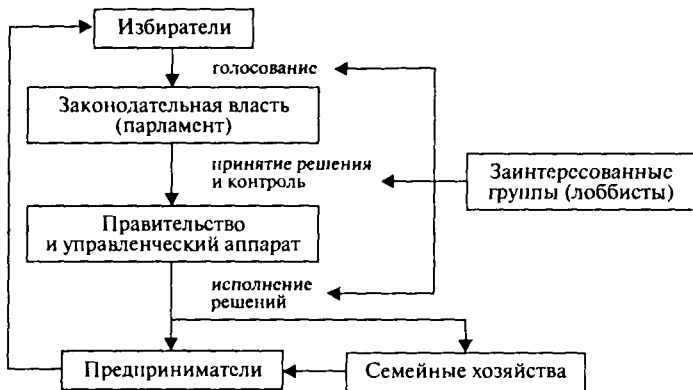 Избиратели
голосование
Законодательная власть
(парламент)
принятие решения
и контроль
Заинтересованные
группы (лоббисты)
Правительство
и управленческий аппарат
исполнение
решений
Предприниматели
Семейные хозяйства